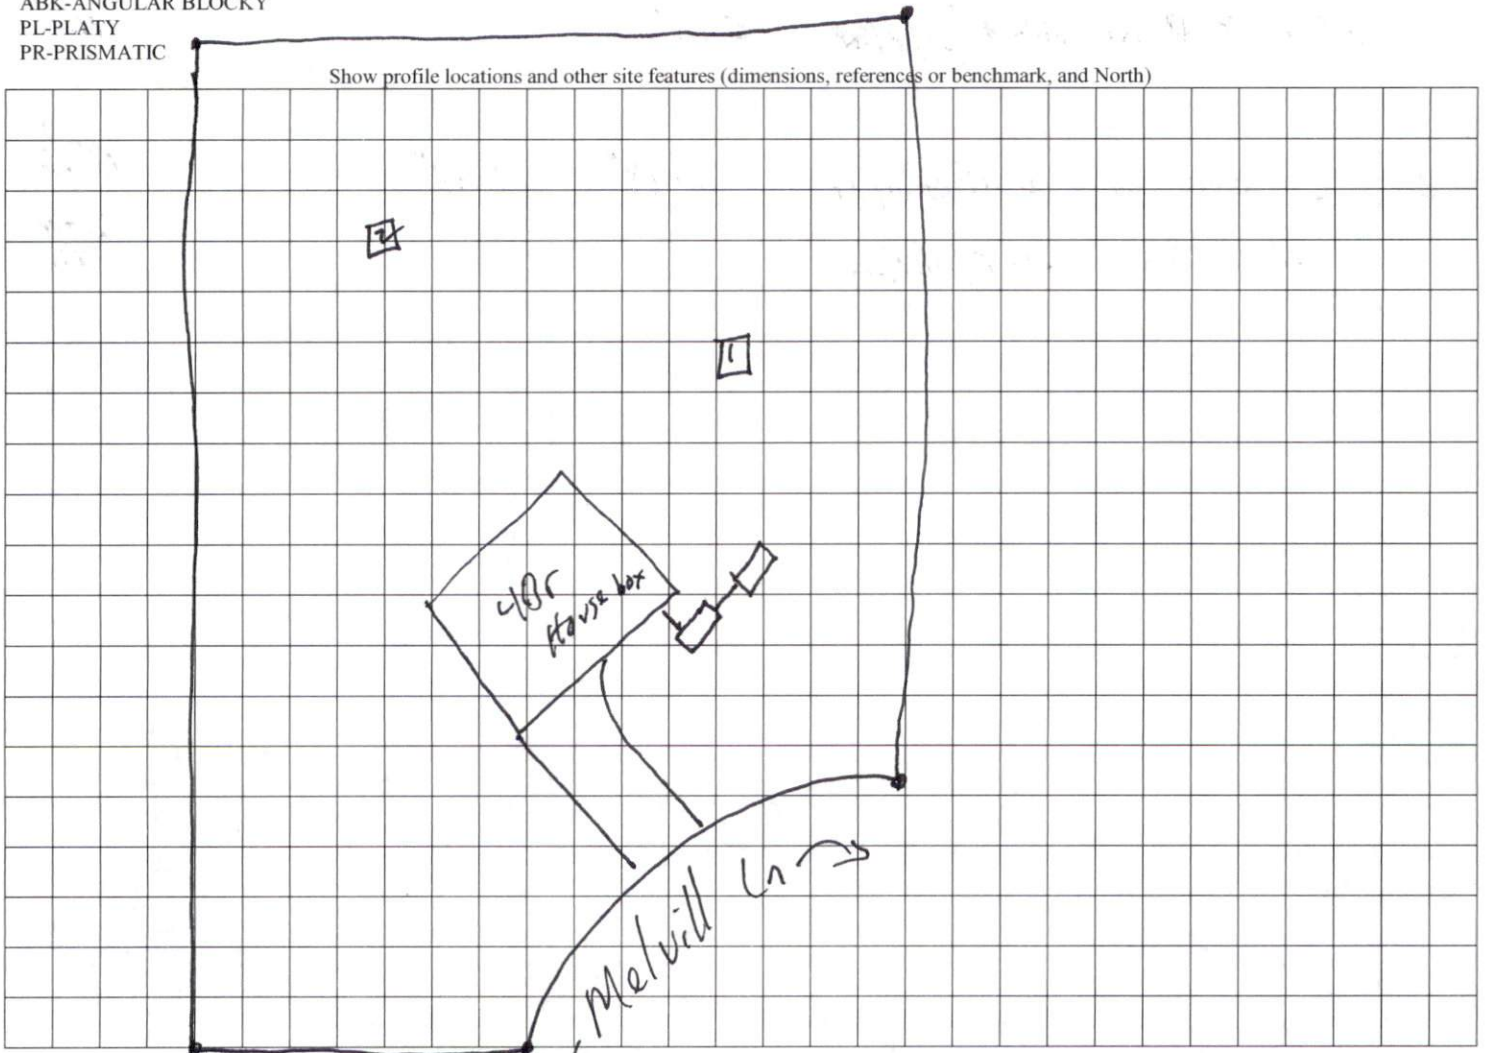 ABK-ANGULAR BLOCKY
PL-PLATY
PR-PRISMATIC
Show profile locations and other site features (dimensions, references or benchmark, and North)
2
1
4Br
House box
Melvill Ln